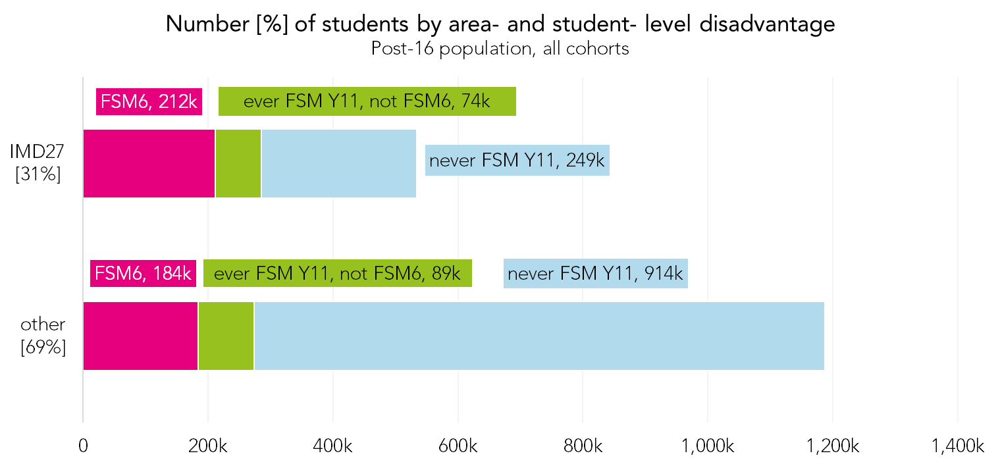 Number [%] of students by area- and student- level disadvantage
Post-16 population, all cohorts
FSM6, 212k
ever FSM Y11, not FSM6, 74k
IMD27
[31%]
never FSM Y11, 249k
FSM6, 184k
ever FSM Y11, not FSM6, 89k
never FSM Y11, 914k
other
[69%]
0 200k 400k 600k 800k 1,000k 1,200k 1,400k